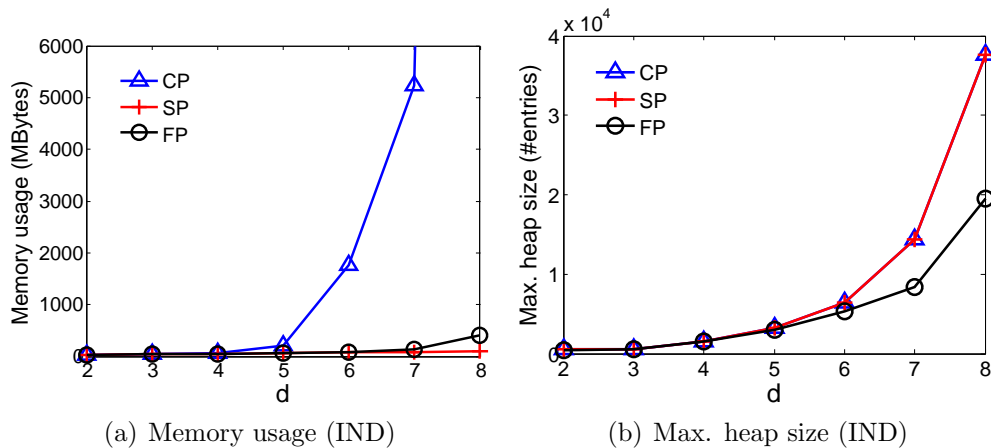 Memory usage (MBytes)
6000
5000
4000
3000
2000
1000
0
CP
SP
FP
2 3 4 5 6 7 8
d
(a) Memory usage (IND)
x 10^4
Max. heap size (#entries)
4
3
2
1
0
CP
SP
FP
2 3 4 5 6 7 8
d
(b) Max. heap size (IND)